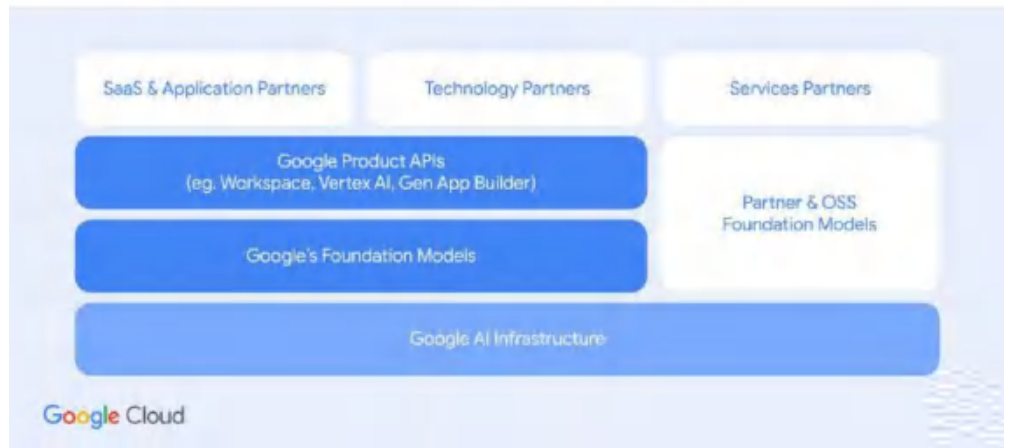 SaaS & Application Partners
Technology Partners
Services Partners
Google Product APIs
(eg. Workspace, Vertex AI, Gen App Builder)
Partner & OSS
Foundation Models
Google's Foundation Models
Google AI Infrastructure
Google Cloud